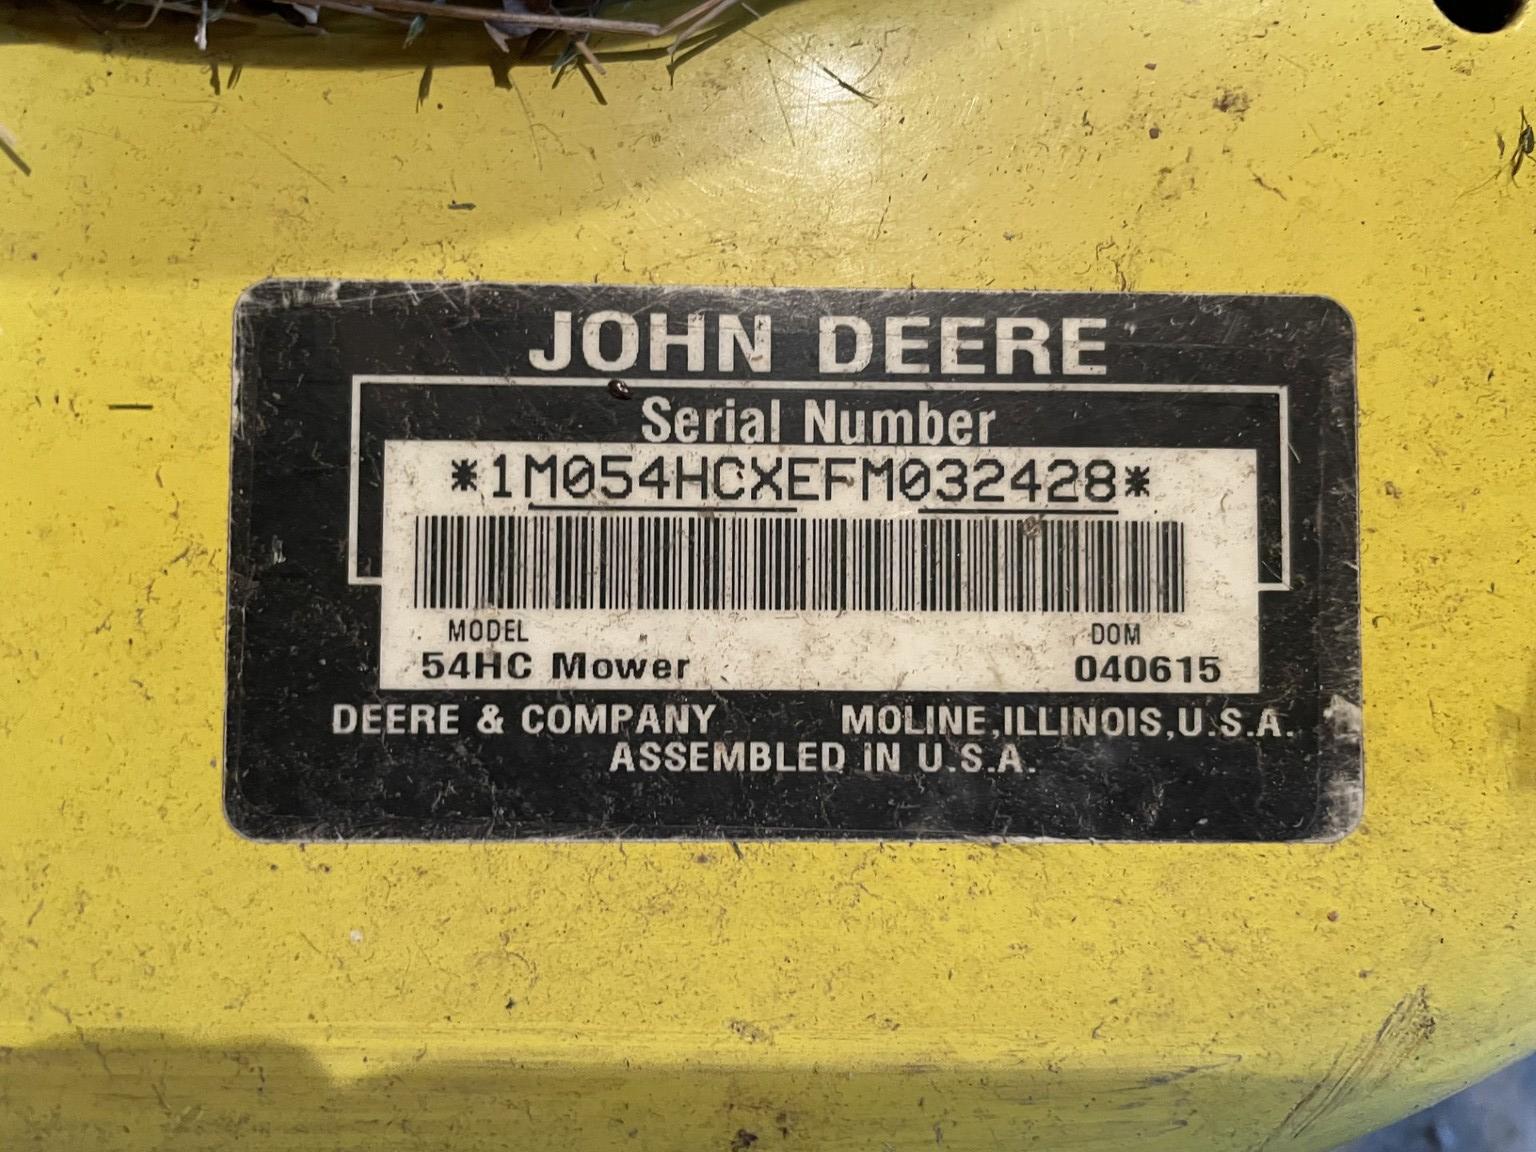 JOHN DEERE
Serial Number
*1M054HCXEFM032428*
MODEL DOM
54HC Mower 040615
DEERE & COMPANY MOLINE,ILLINOIS,U.S.A.
ASSEMBLED IN U.S.A.